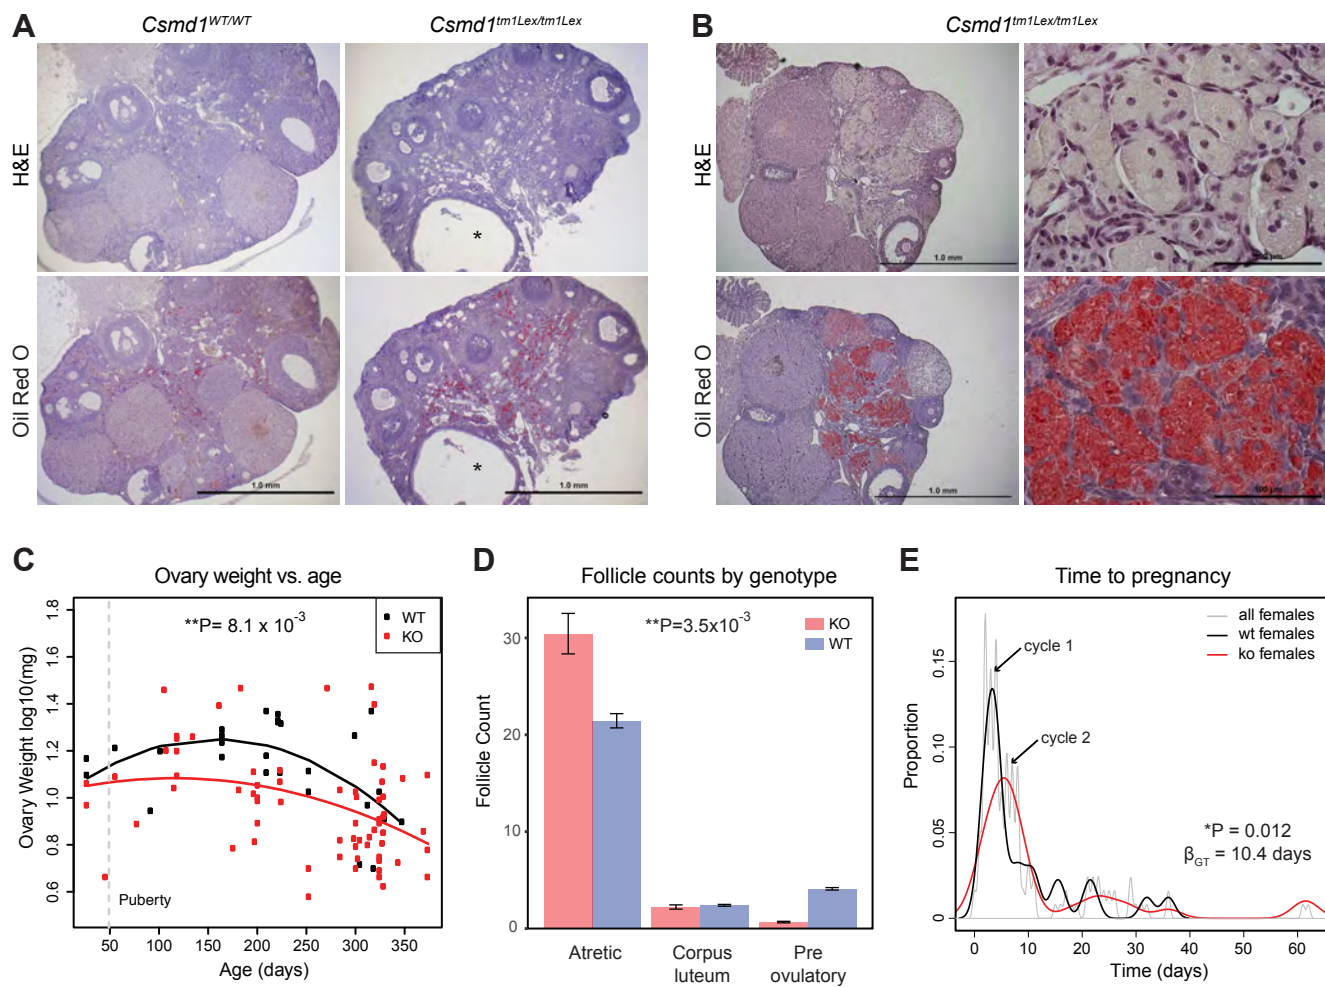 A
Csmd1WT/WT
Csmd1tm1Lex/tm1Lex
B
Csmd1tm1Lex/tm1Lex
H&E
*
H&E
1.0 mm
100 µm
Oil Red O
1.0 mm
*
1.0 mm
Oil Red O
1.0 mm
100 µm
C
Ovary weight vs. age
**P= 8.1 x 10-3
WT
KO
Ovary Weight log10(mg)
1.8
1.6
1.4
1.2
1.0
0.8
0.6
Puberty
50
100
150
200
250
300
350
Age (days)
D
Follicle counts by genotype
**P=3.5x10-3
KO
WT
Follicle Count
30
20
10
0
Atretic
Corpus
luteum
Pre
ovulatory
E
Time to pregnancy
all females
wt females
ko females
cycle 1
cycle 2
*P = 0.012
βGT = 10.4 days
Proportion
0.15
0.10
0.05
0
0
10
20
30
40
50
60
Time (days)